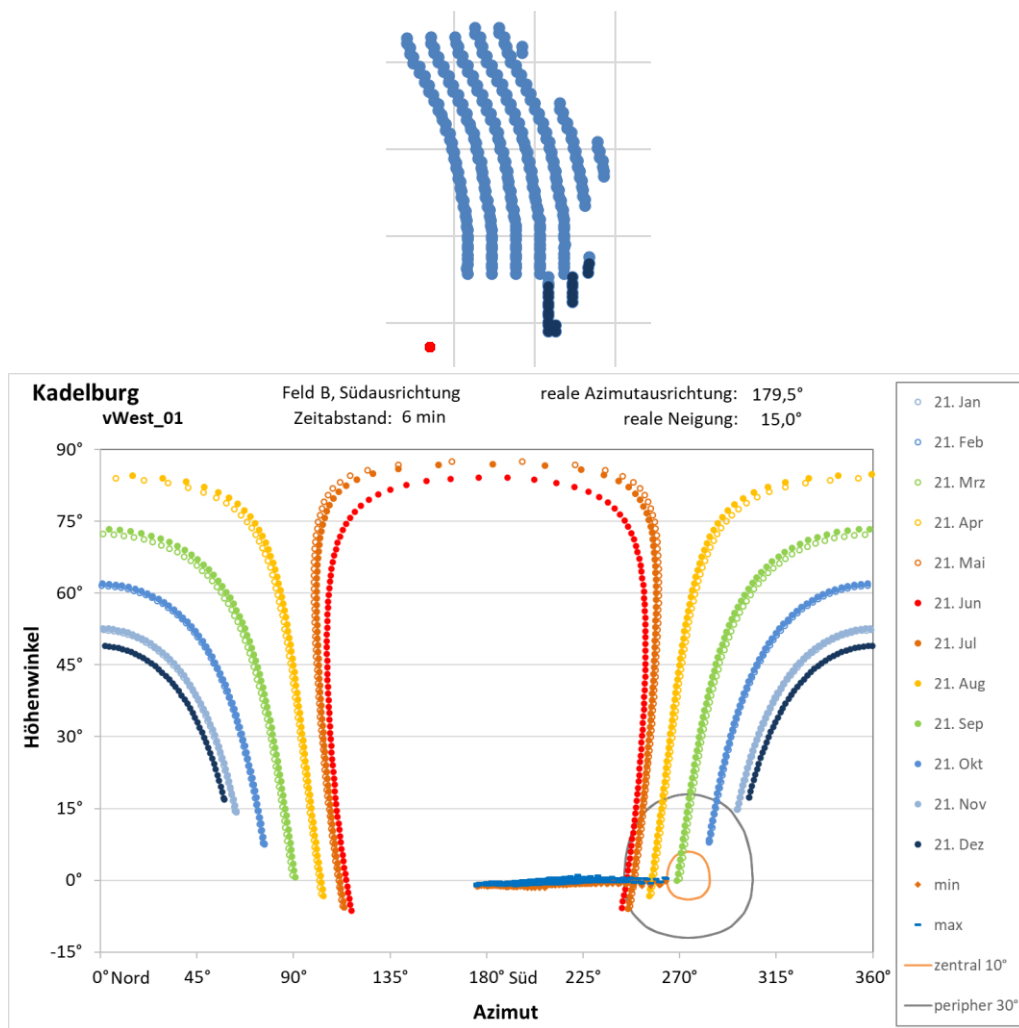 Kadelburg
Feld B, Südausrichtung
reale Azimutausrichtung: 179,5°
vWest_01
Zeitabstand: 6 min
reale Neigung: 15,0°
90°
75°
60°
45°
30°
15°
0°
-15°
Höhenwinkel
0° Nord
45°
90°
135°
180° Süd
225°
270°
315°
360°
Azimut
21. Jan
21. Feb
21. Mrz
21. Apr
21. Mai
21. Jun
21. Jul
21. Aug
21. Sep
21. Okt
21. Nov
21. Dez
min
max
zentral 10°
peripher 30°